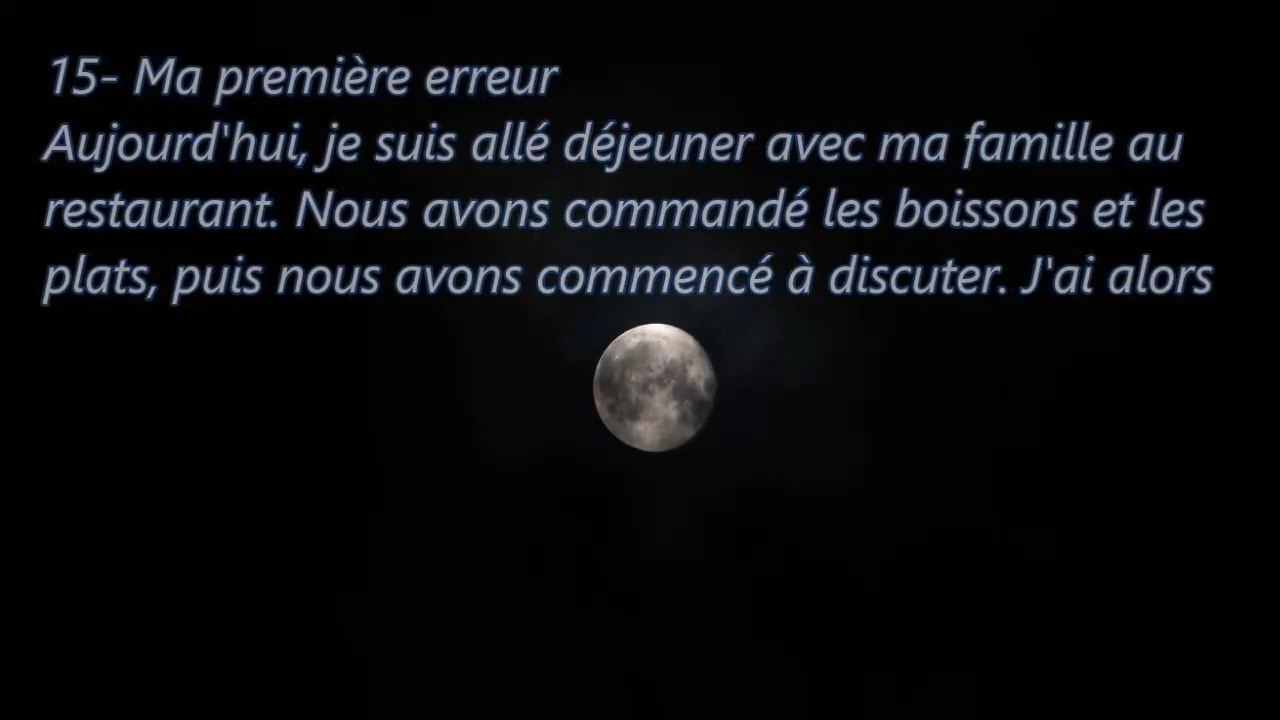 15- Ma première erreur
Aujourd'hui, je suis allé déjeuner avec ma famille au
restaurant. Nous avons commandé les boissons et les
plats, puis nous avons commencé à discuter. J'ai alors